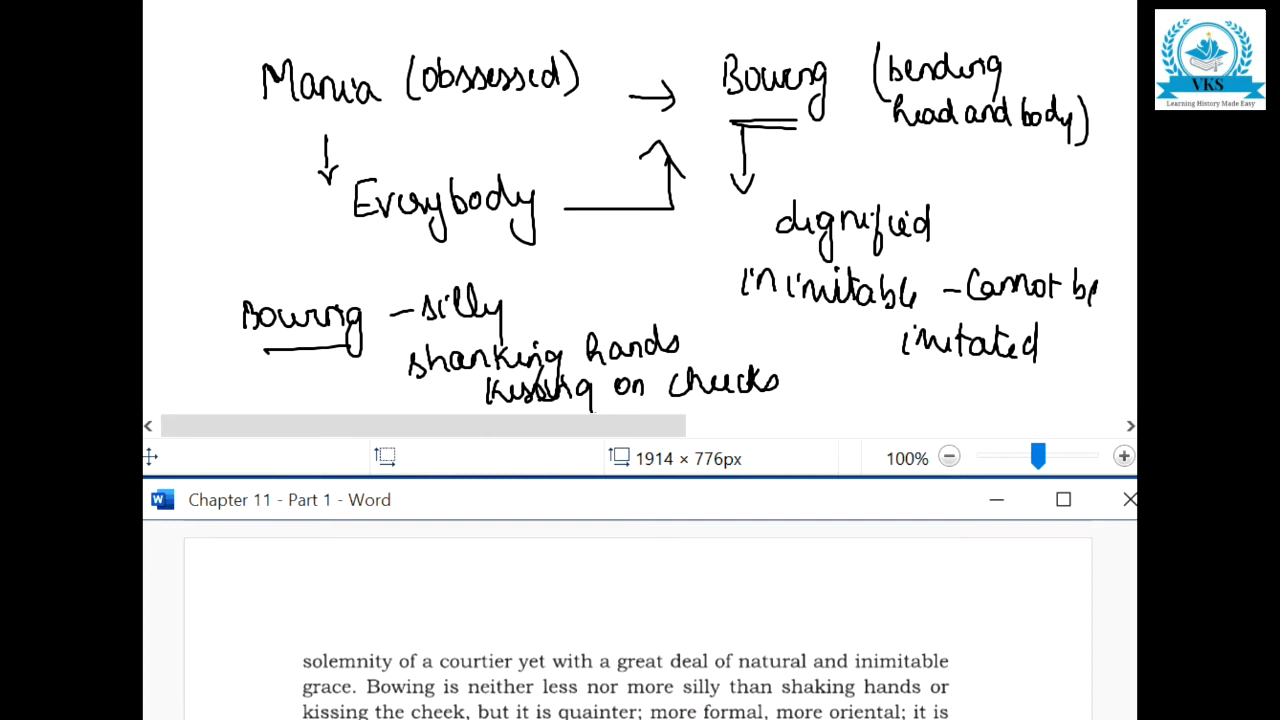 Mania (obssessed) → Bowing (bending
head and body)
Everybody
dignified
inimitable - Cannot be
imitated
Bowing - silly
shanking hands
kissing on cheeks
VKS
Learning History Made Easy
1914 × 776px
100%
Chapter 11 - Part 1 - Word
solemnity of a courtier yet with a great deal of natural and inimitable
grace. Bowing is neither less nor more silly than shaking hands or
kissing the cheek, but it is quainter; more formal, more oriental; it is